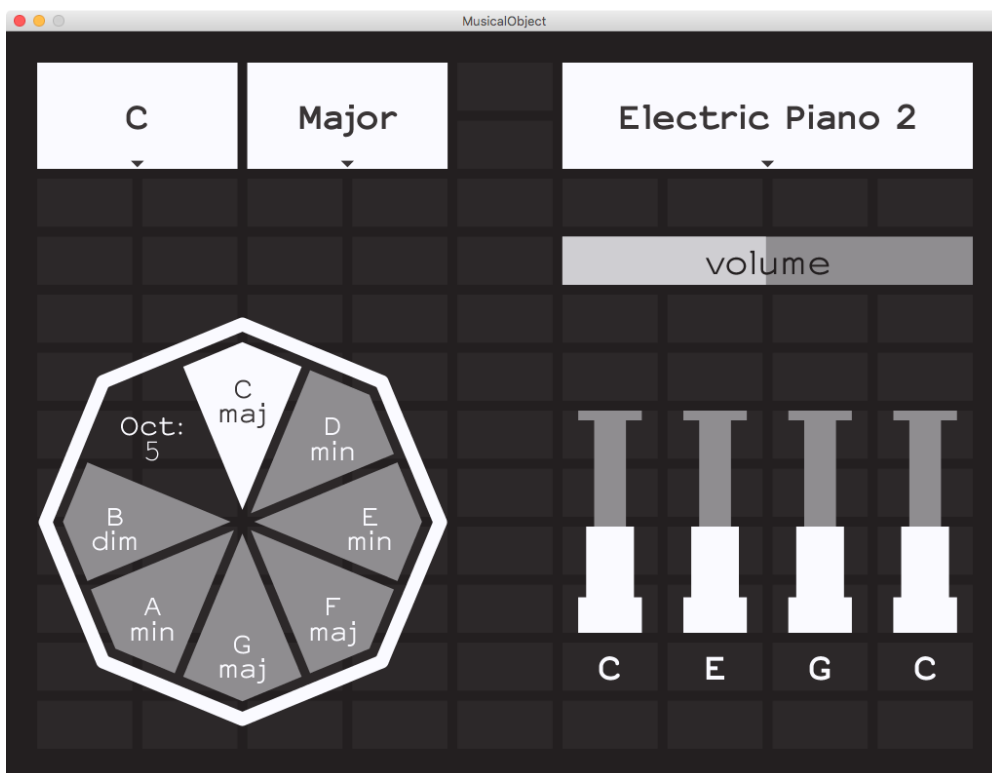 MusicalObject
C
Major
Electric Piano 2
volume
C
maj
D
min
E
min
F
maj
G
maj
A
min
B
dim
Oct:
5
C E G C